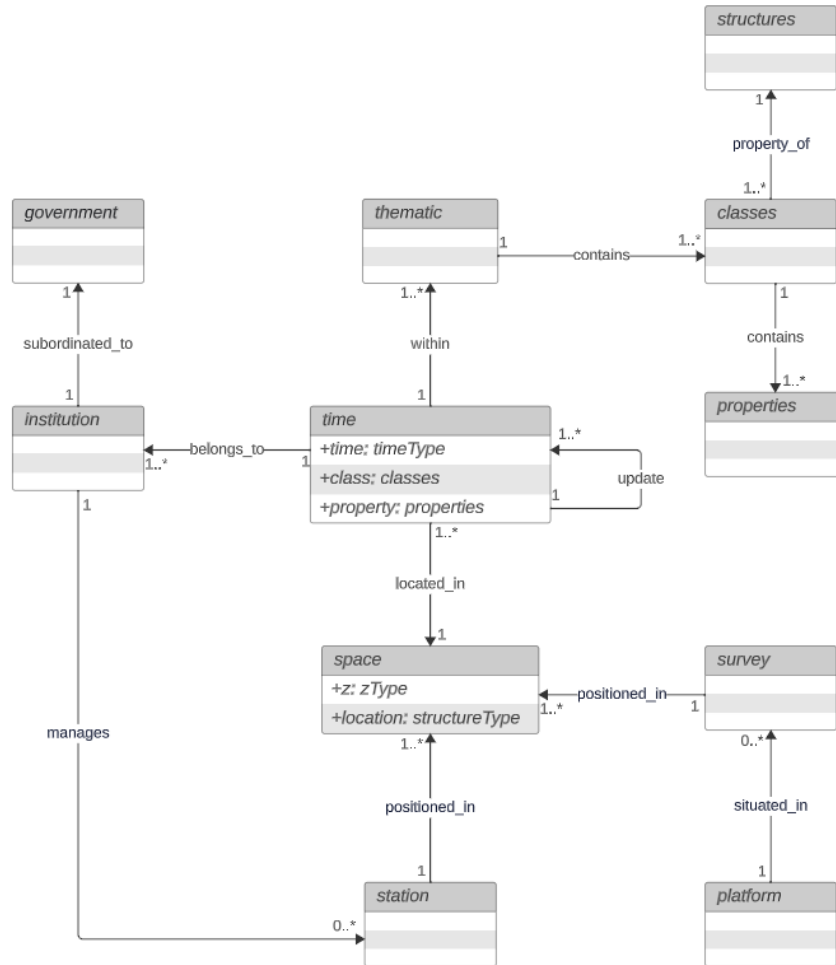 structures
1
property_of
1..*
government
thematic
classes
1
contains
1..*
1
1..*
1
subordinated_to
within
contains
1
1
1..*
institution
time
properties
+time: timeType
1..*
belongs_to
1..*
1
+class: classes
update
1
+property: properties
1
1..*
located_in
1
space
survey
+z: zType
positioned_in
1..*
1
+location: structureType
manages
1..*
0..*
positioned_in
situated_in
1
1
station
platform
0..*